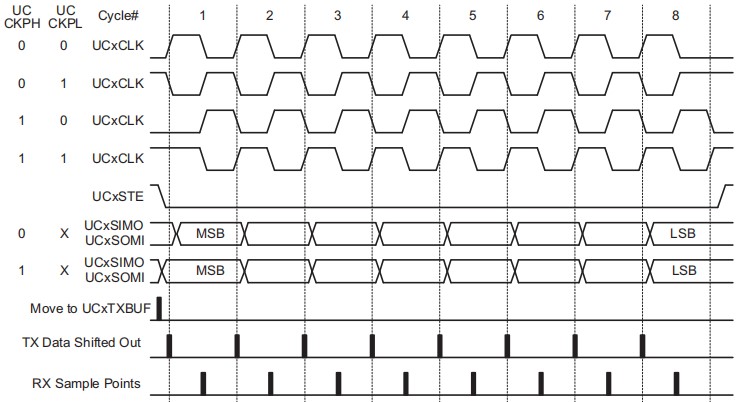 UC CKPH UC CKPL Cycle# 1 2 3 4 5 6 7 8
0 0 UCxCLK
0 1 UCxCLK
1 0 UCxCLK
1 1 UCxCLK
UCxSTE
0 X UCxSIMO UCxSOMI MSB LSB
1 X UCxSIMO UCxSOMI MSB LSB
Move to UCxTXBUF
TX Data Shifted Out
RX Sample Points